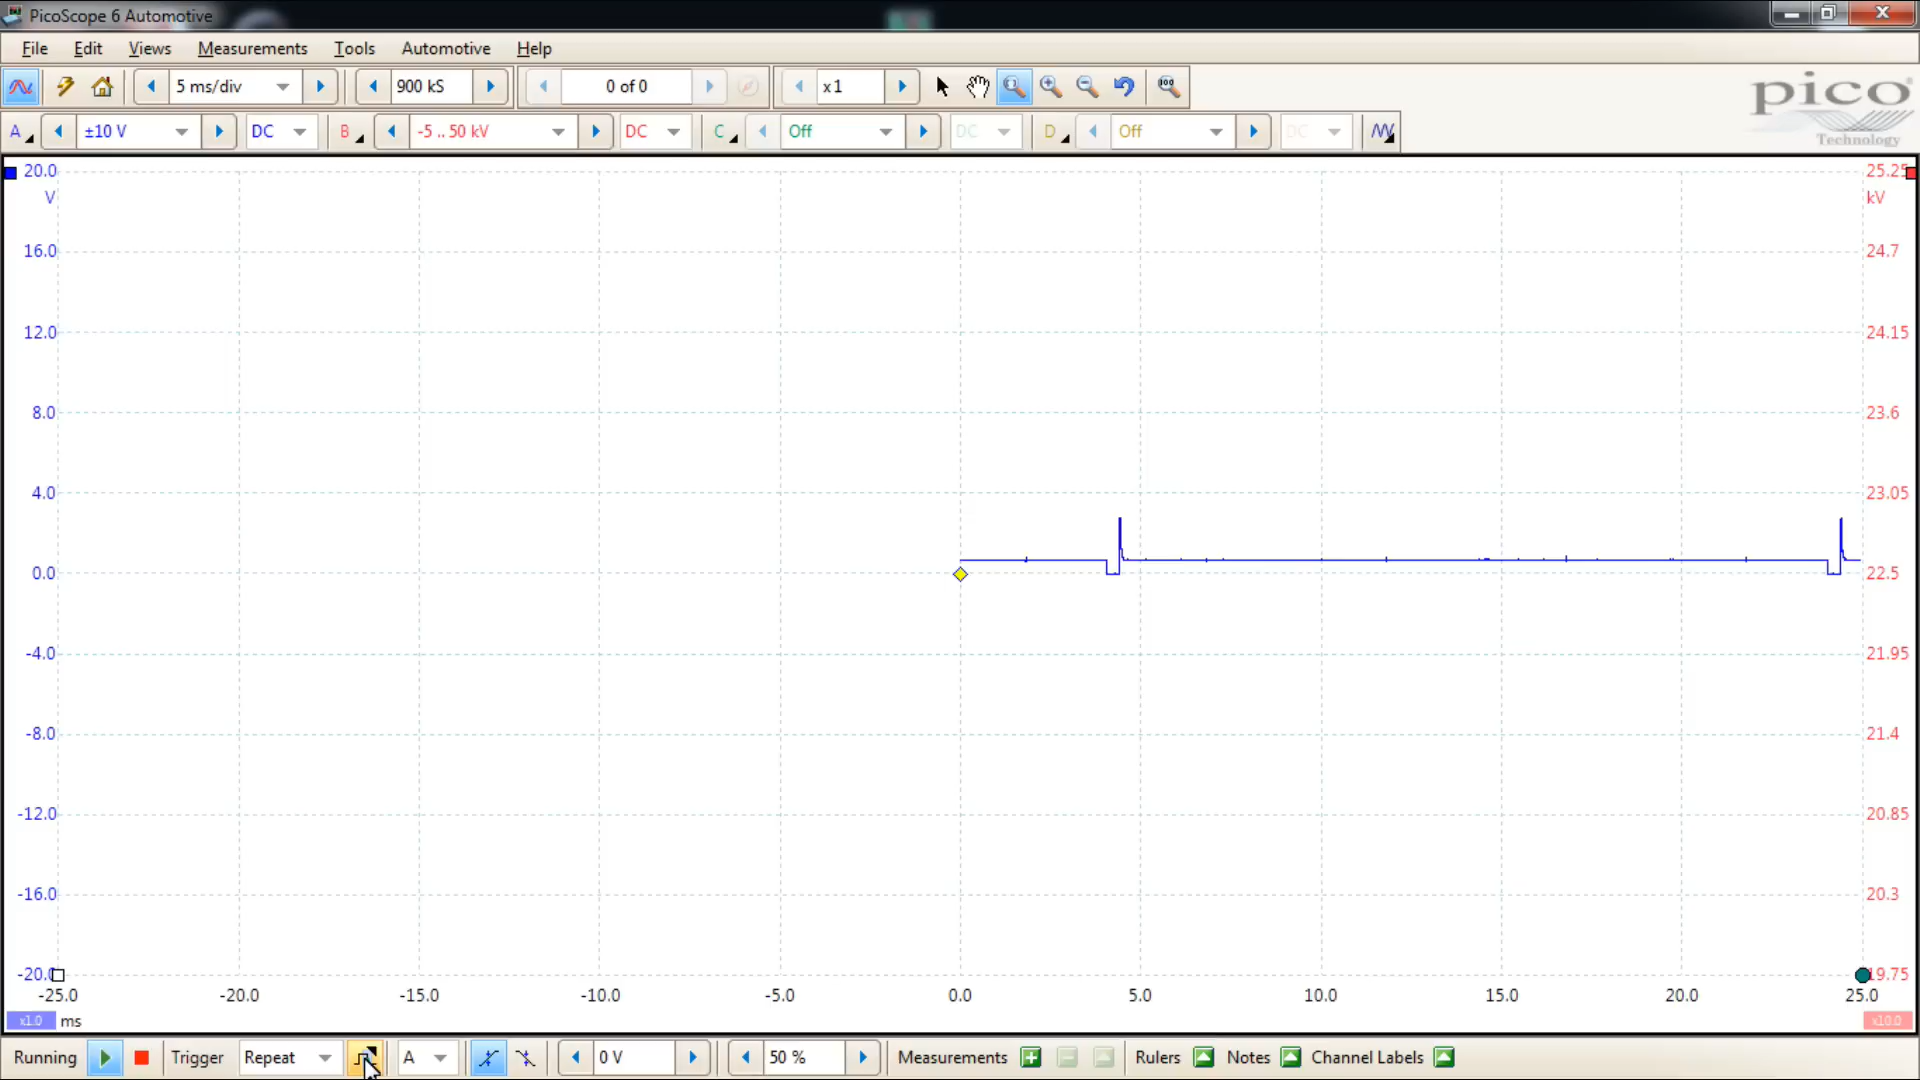 PicoScope 6 Automotive
File Edit Views Measurements Tools Automotive Help
5 ms/div 900 kS 0 of 0 x1 100
pico
Technology
A ±10 V DC B -5 .. 50 kV DC C Off DC D Off DC
20.0 25.25
V kV
16.0 24.7
12.0 24.15
8.0 23.6
4.0 23.05
0.0 22.5
-4.0 21.95
-8.0 21.4
-12.0 20.85
-16.0 20.3
-20.0 19.75
-25.0 -20.0 -15.0 -10.0 -5.0 0.0 5.0 10.0 15.0 20.0 25.0
x1.0 ms x10.0
Running Trigger Repeat A 0 V 50 % Measurements Rulers Notes Channel Labels